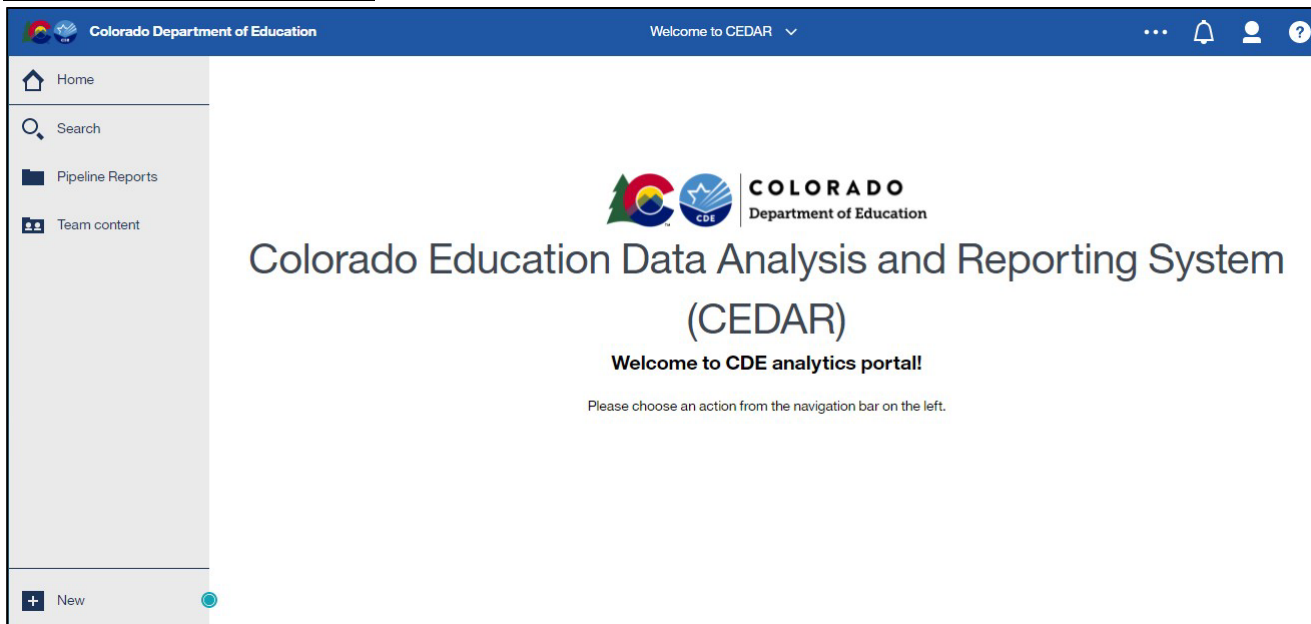 Colorado Department of Education
Welcome to CEDAR
?
Home
Search
Pipeline Reports
Team content
New
CDE
COLORADO
Department of Education
Colorado Education Data Analysis and Reporting System
(CEDAR)
Welcome to CDE analytics portal!
Please choose an action from the navigation bar on the left.